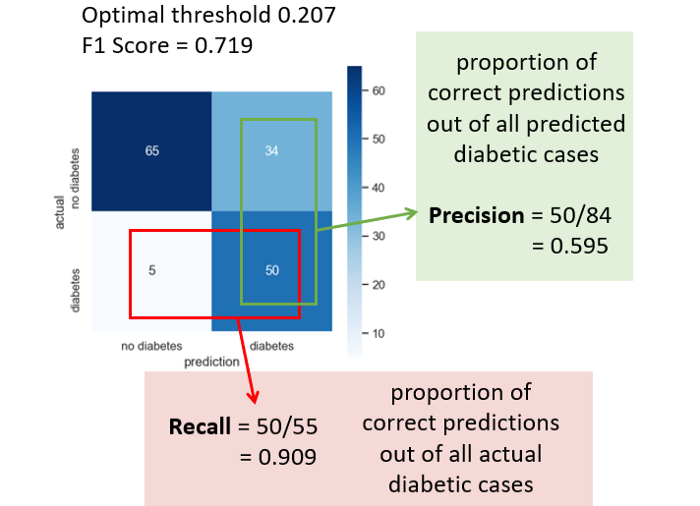 Optimal threshold 0.207
F1 Score = 0.719
actual
no diabetes
diabetes
65
34
5
50
no diabetes
diabetes
prediction
60
50
40
30
20
10
proportion of
correct predictions
out of all predicted
diabetic cases
Precision = 50/84
= 0.595
Recall = 50/55
= 0.909
proportion of
correct predictions
out of all actual
diabetic cases